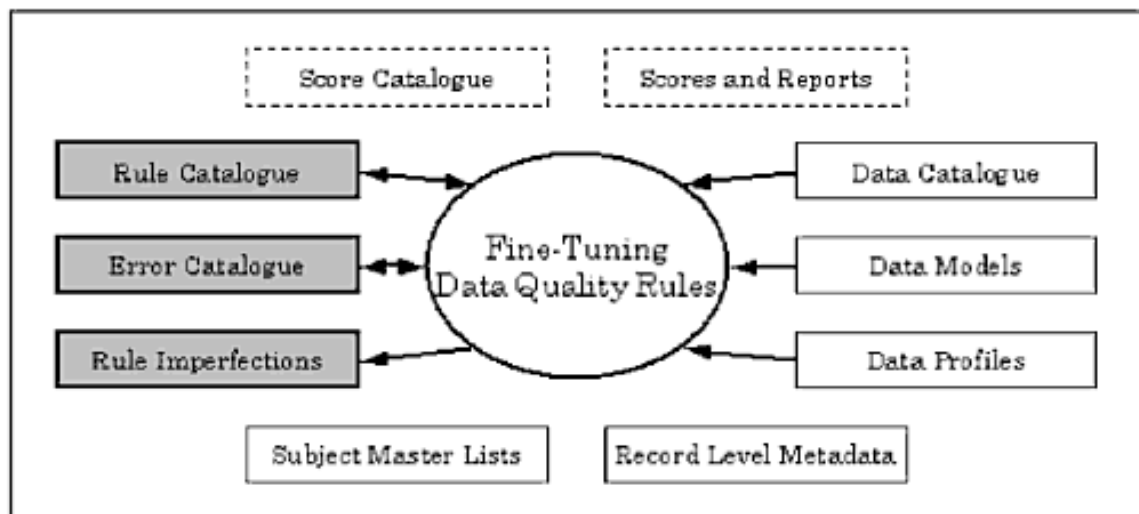 Score Catalogue
Scores and Reports
Rule Catalogue
Data Catalogue
Error Catalogue
Fine-Tuning
Data Quality Rules
Data Models
Rule Imperfections
Data Profiles
Subject Master Lists
Record Level Metadata